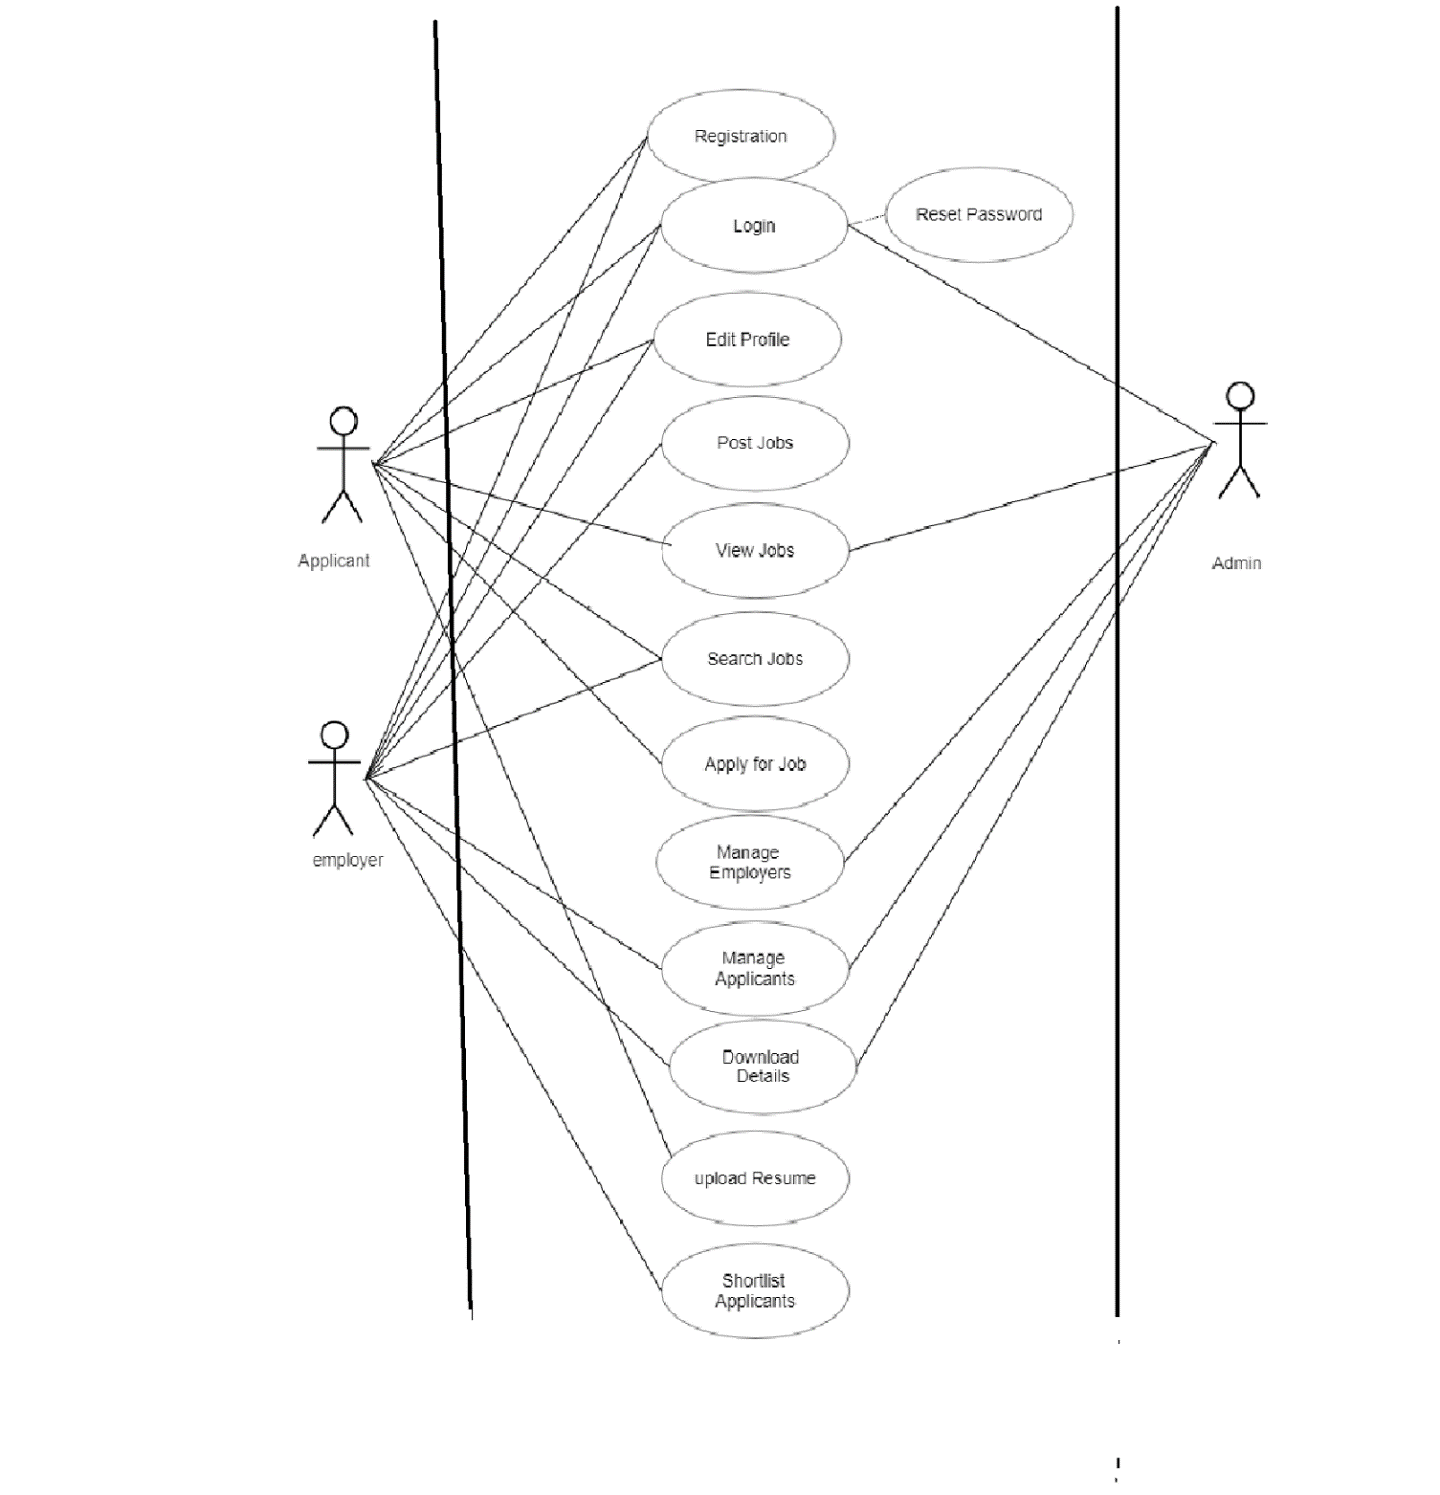 Registration
Login
Reset Password
Edit Profile
Post Jobs
Applicant
View Jobs
Admin
Search Jobs
Apply for Job
employer
Manage
Employers
Manage
Applicants
Download
Details
upload Resume
Shortlist
Applicants